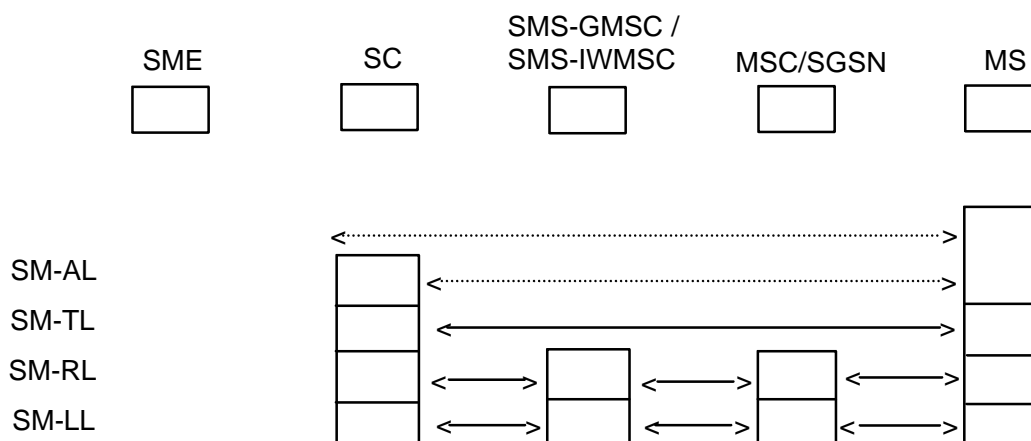 SME
SC
SMS-GMSC /
SMS-IWMSC
MSC/SGSN
MS
SM-AL
SM-TL
SM-RL
SM-LL